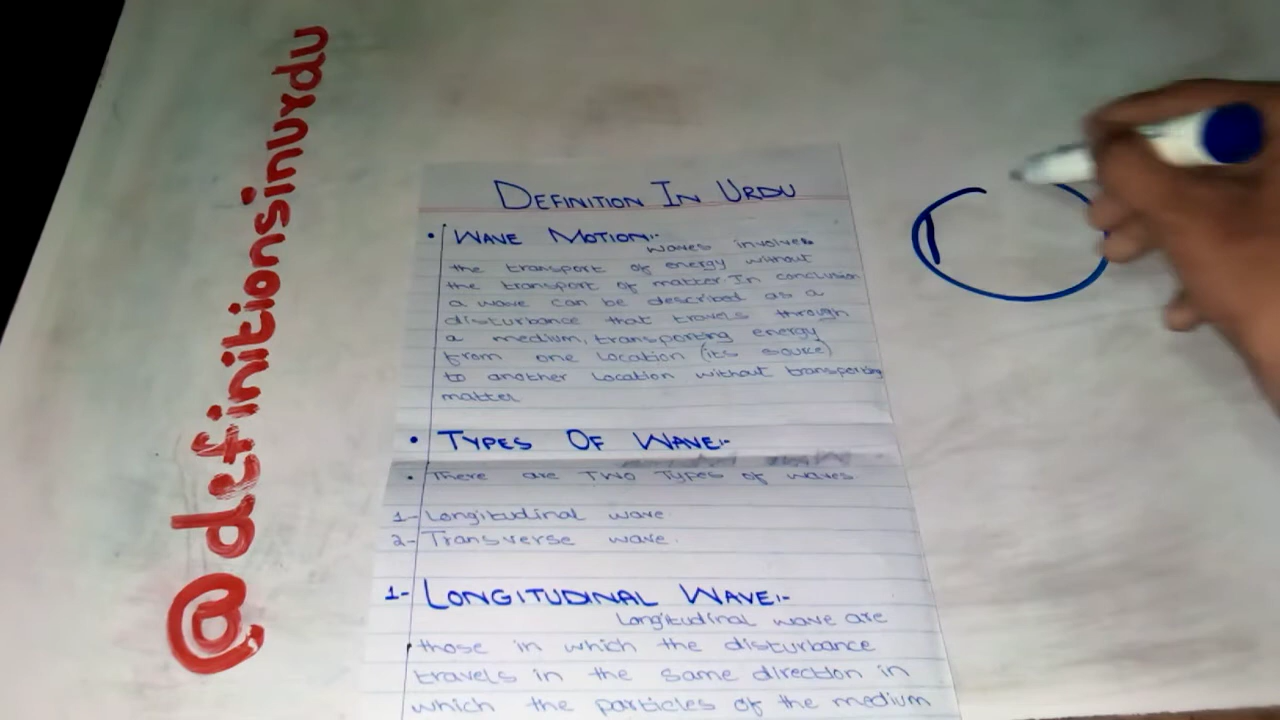 @definitionsinurdu
DEFINITION IN URDU
• WAVE MOTION:-
waves involves
the transport of energy without
the transport of matter. In conclusion
a wave can be described as a
disturbance that travels through
a medium, transporting energy
from one location (its souke)
to another location without transporting
matter
• TYPES OF WAVE:-
• There are Two Types of waves.
1- Longitudinal wave
2- Transverse wave.
1- LONGITUDINAL WAVE:-
Longitudinal wave are
those in which the disturbance
travels in the same direction in
which the particles of the medium